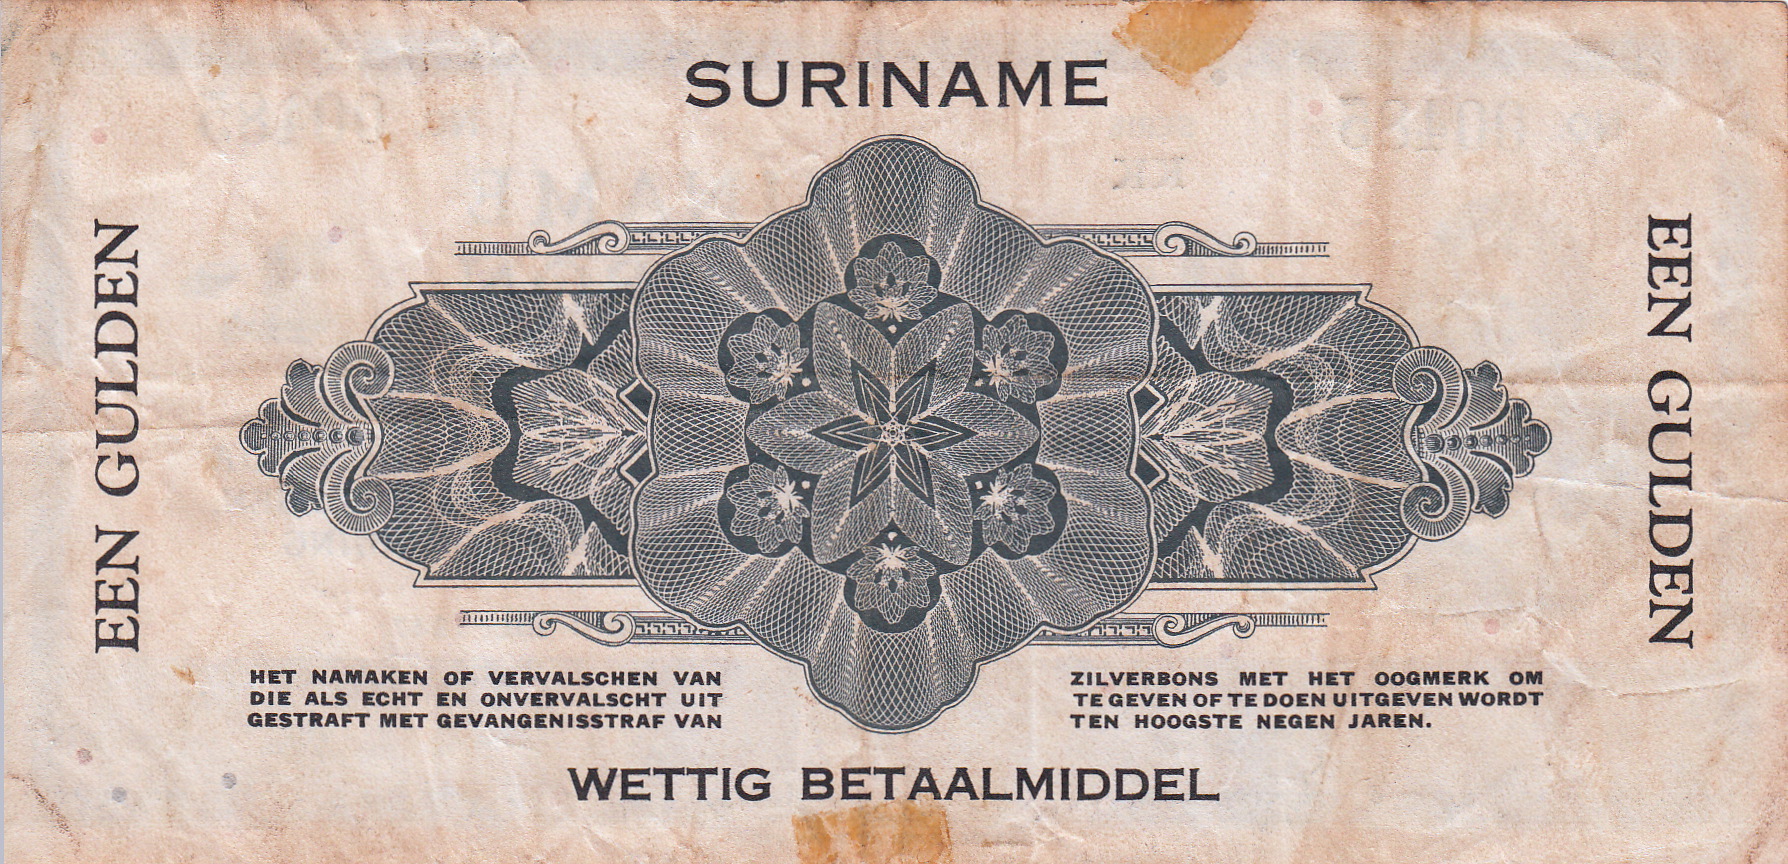 SURINAME
EEN GULDEN
EEN GULDEN
HET NAMAKEN OF VERVALSCHEN VAN
DIE ALS ECHT EN ONVERVALSCHT UIT
GESTRAFT MET GEVANGENISSTRAF VAN
ZILVERBONS MET HET OOGMERK OM
TE GEVEN OF TE DOEN UITGEVEN WORDT
TEN HOOGSTE NEGEN JAREN.
WETTIG BETAALMIDDEL